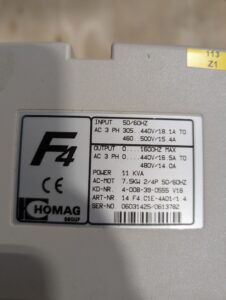 113
Z1
F4
CE
HOMAG
GROUP
INPUT 50/60HZ
AC 3 PH 305...440V/18.1A TO
460...500V/15.4A
OUTPUT 0...1600HZ MAX
AC 3 PH 0...440V/16.5A TO
480V/14.0A
POWER 11 KVA
AC-MOT 7.5KW 2/4P 50/60HZ
KD-NR. 4-008-39-0555 V16
ART-NR 14 F4 C1E-4A01/1.4
SER-NO 06031425/0613702